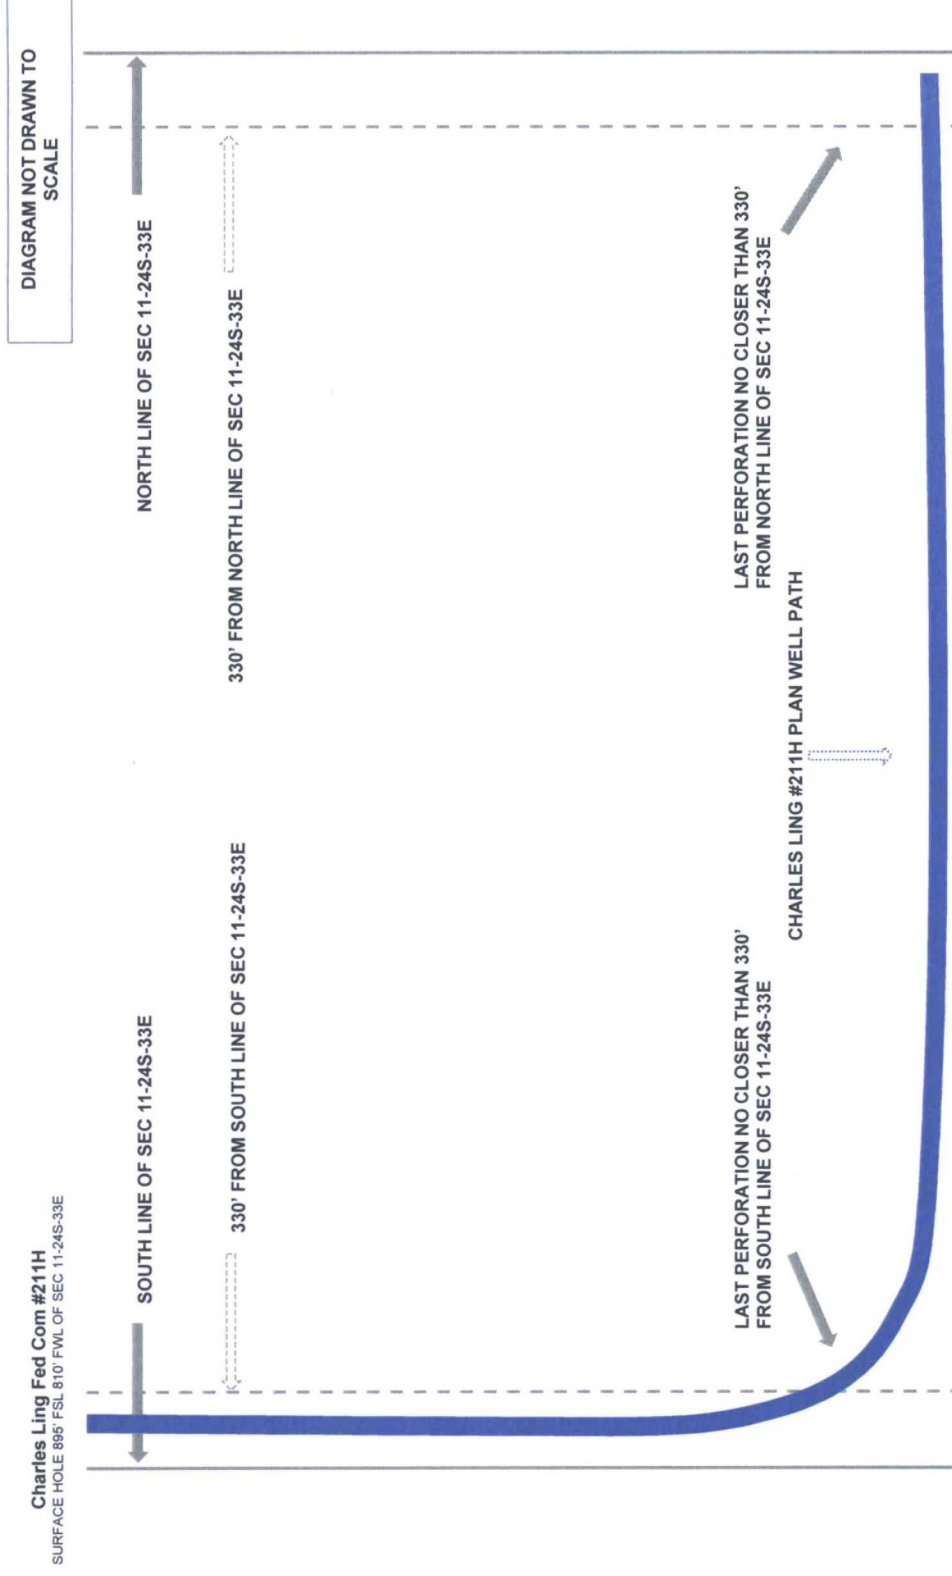 Charles Ling Fed Com #211H
SURFACE HOLE 895' FSL 810' FWL OF SEC 11-24S-33E
DIAGRAM NOT DRAWN TO
SCALE
SOUTH LINE OF SEC 11-24S-33E
NORTH LINE OF SEC 11-24S-33E
330' FROM SOUTH LINE OF SEC 11-24S-33E
330' FROM NORTH LINE OF SEC 11-24S-33E
LAST PERFORATION NO CLOSER THAN 330'
FROM SOUTH LINE OF SEC 11-24S-33E
LAST PERFORATION NO CLOSER THAN 330'
FROM NORTH LINE OF SEC 11-24S-33E
CHARLES LING #211H PLAN WELL PATH